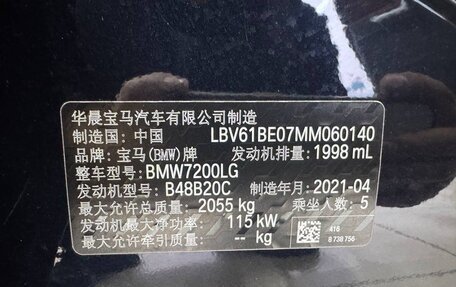 华晨宝马汽车有限公司制造
制造国: 中国 LBV61BE07MM060140
品牌: 宝马(BMW)牌 发动机排量: 1998 mL
整车型号: BMW7200LG
发动机型号: B48B20C 制造年月: 2021-04
最大允许总质量: 2055 kg 乘坐人数: 5
发动机最大净功率: 115 kW
最大允许牵引质量: -- kg
416
8738756